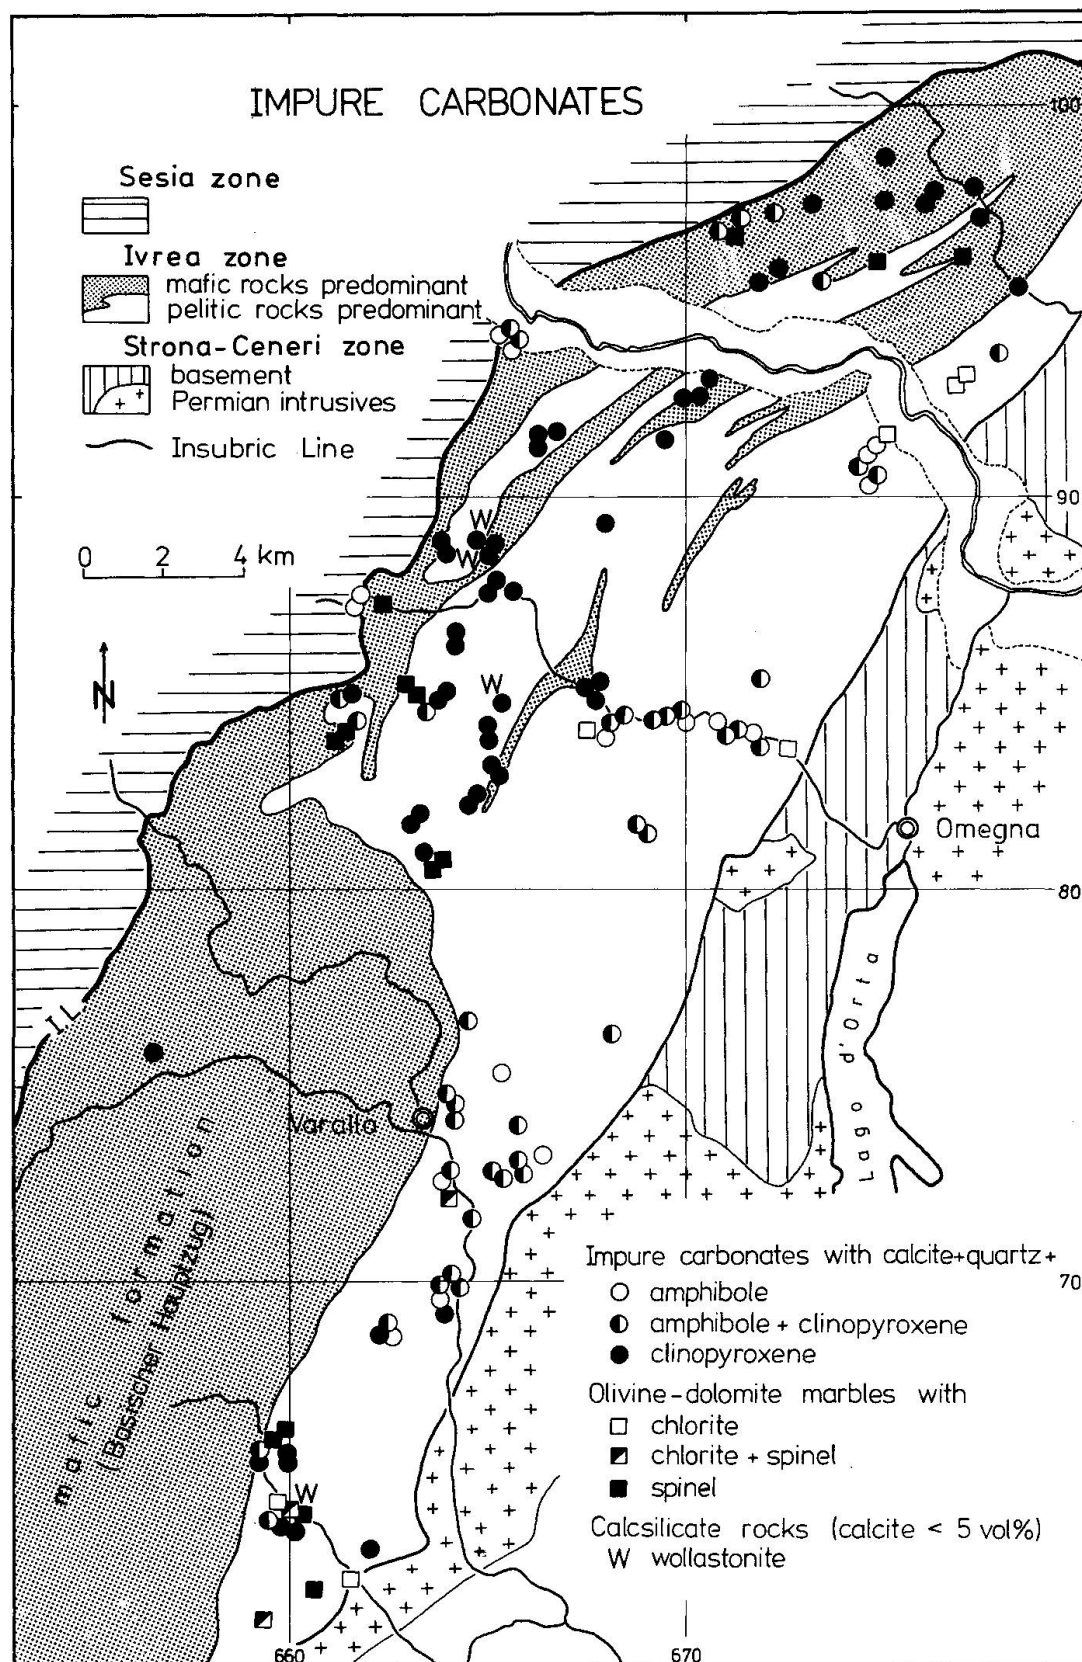 IMPURE CARBONATES
100
Sesia zone
Ivrea zone
mafic rocks predominant
pelitic rocks predominant
Strona-Ceneri zone
basement
Permian intrusives
Insubric Line
90
W
0 4 km
W
N
W
Omegna
80
IL
Lago d'Orta
Varallo
mafic formation
(Basischer Hauptzug)
Impure carbonates with calcite+quartz+
70
amphibole
amphibole + clinopyroxene
clinopyroxene
Olivine-dolomite marbles with
chlorite
chlorite + spinel
spinel
W
Calcsilicate rocks (calcite < 5 vol%)
W wollastonite
660
670